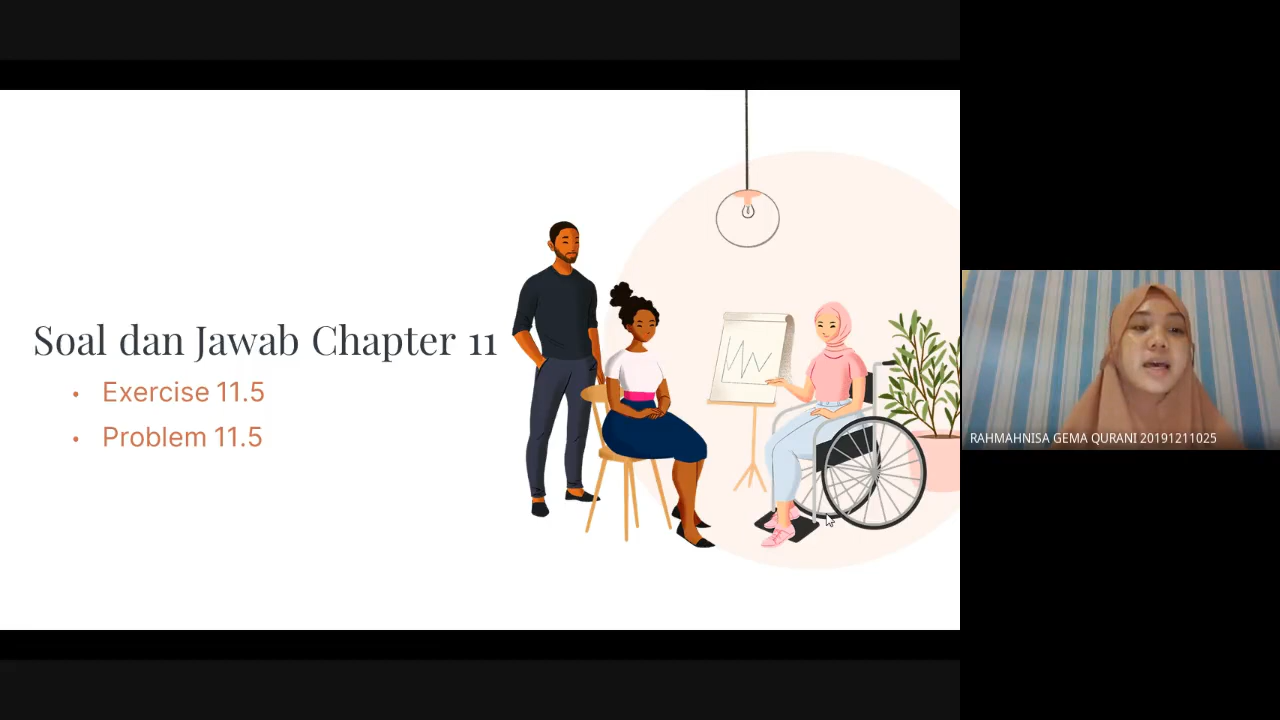 Soal dan Jawab Chapter 11
• Exercise 11.5
• Problem 11.5
RAHMAHNISA GEMA QURANI 20191211025